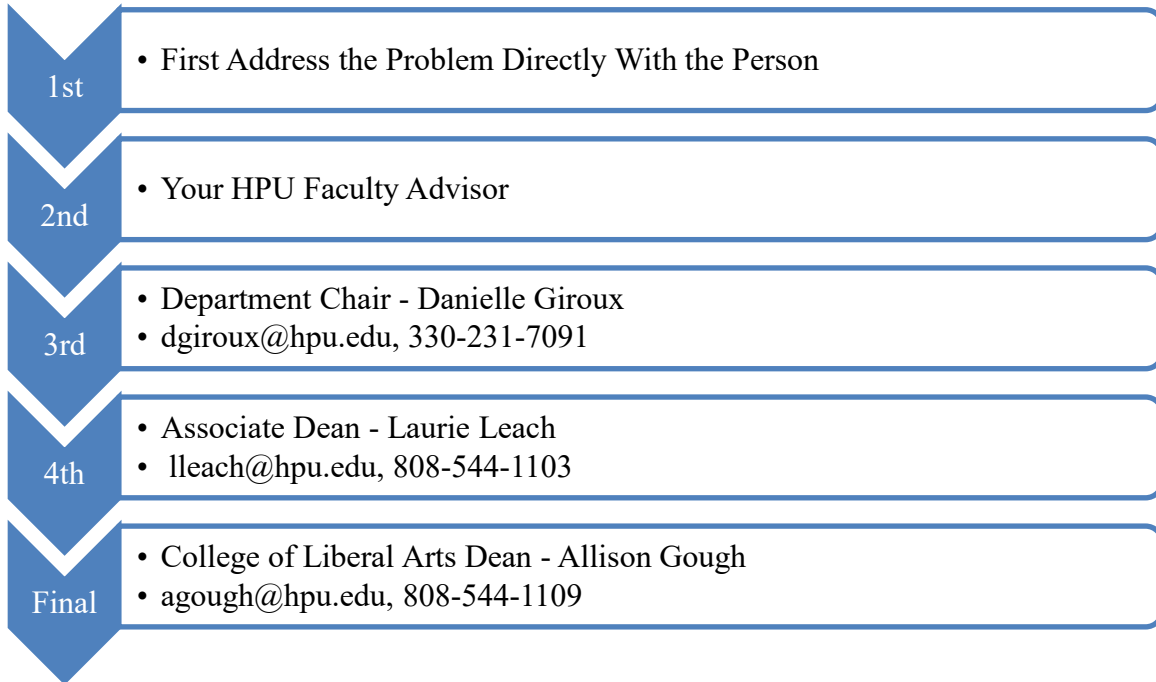 1st
• First Address the Problem Directly With the Person
2nd
• Your HPU Faculty Advisor
3rd
• Department Chair - Danielle Giroux
• dgiroux@hpu.edu, 330-231-7091
4th
• Associate Dean - Laurie Leach
• lleach@hpu.edu, 808-544-1103
Final
• College of Liberal Arts Dean - Allison Gough
• agough@hpu.edu, 808-544-1109